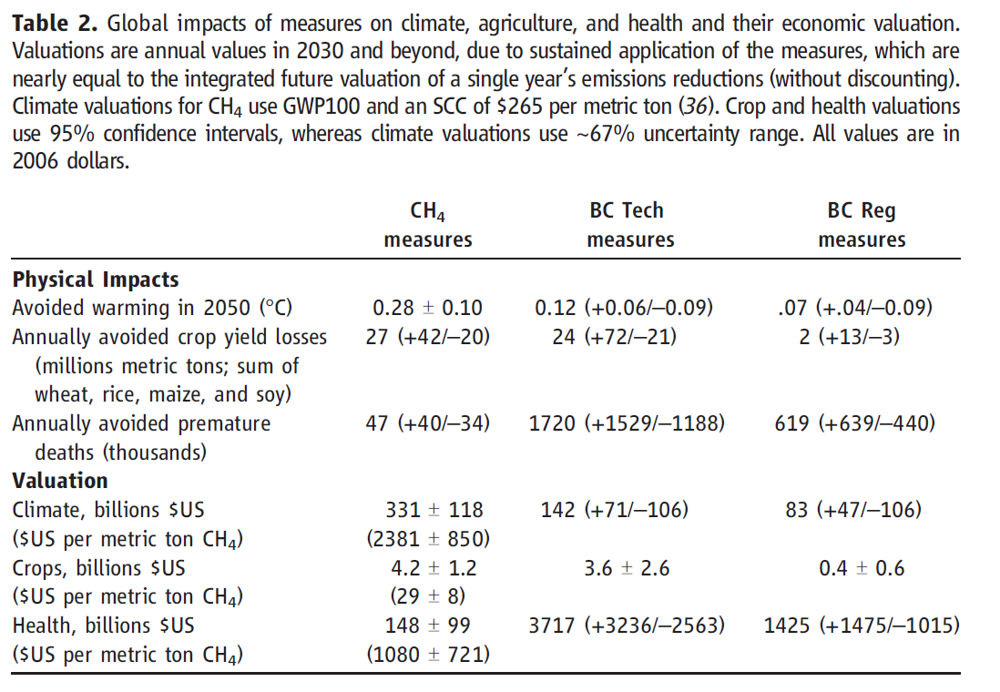 Table 2. Global impacts of measures on climate, agriculture, and health and their economic valuation.
Valuations are annual values in 2030 and beyond, due to sustained application of the measures, which are
nearly equal to the integrated future valuation of a single year's emissions reductions (without discounting).
Climate valuations for CH4 use GWP100 and an SCC of $265 per metric ton (36). Crop and health valuations
use 95% confidence intervals, whereas climate valuations use ~67% uncertainty range. All values are in
2006 dollars.
CH4 measures BC Tech measures BC Reg measures
Physical Impacts
Avoided warming in 2050 (°C) 0.28 ± 0.10 0.12 (+0.06/–0.09) .07 (+.04/–0.09)
Annually avoided crop yield losses 27 (+42/–20) 24 (+72/–21) 2 (+13/–3)
(millions metric tons; sum of
wheat, rice, maize, and soy)
Annually avoided premature 47 (+40/–34) 1720 (+1529/–1188) 619 (+639/–440)
deaths (thousands)
Valuation
Climate, billions $US 331 ± 118 142 (+71/–106) 83 (+47/–106)
($US per metric ton CH4) (2381 ± 850)
Crops, billions $US 4.2 ± 1.2 3.6 ± 2.6 0.4 ± 0.6
($US per metric ton CH4) (29 ± 8)
Health, billions $US 148 ± 99 3717 (+3236/–2563) 1425 (+1475/–1015)
($US per metric ton CH4) (1080 ± 721)